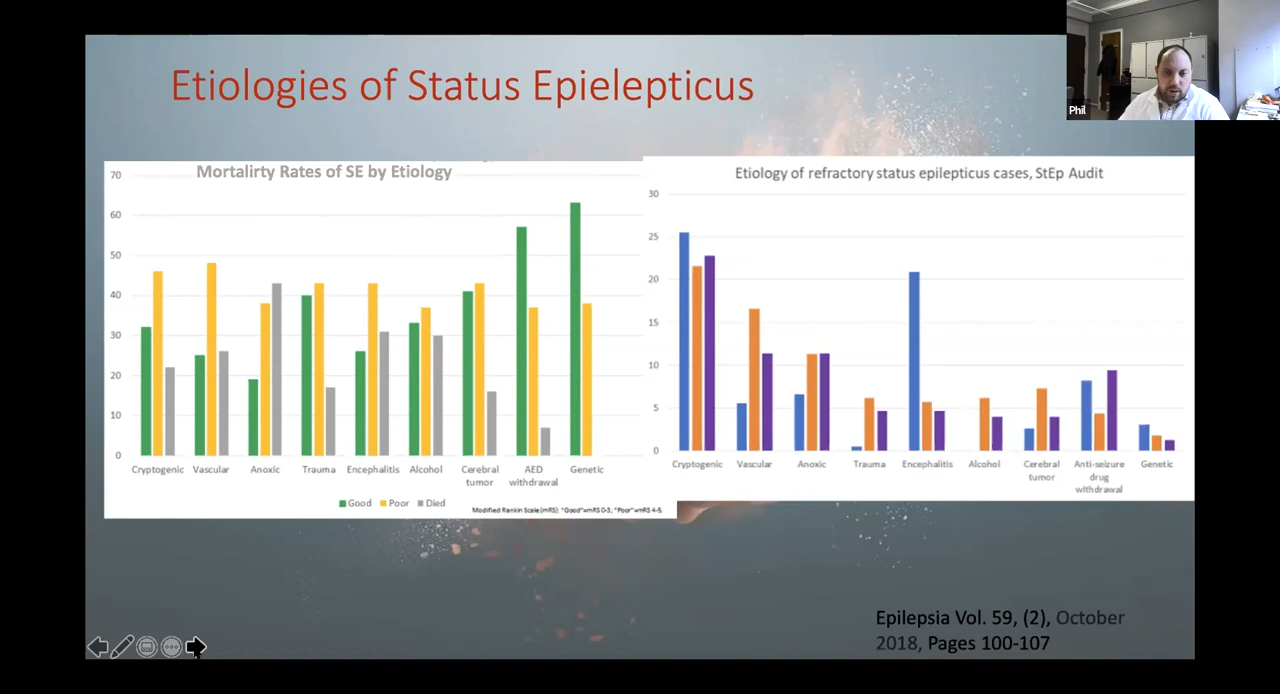 Etiologies of Status Epielepticus
Phil
Mortalirty Rates of SE by Etiology
70
60
50
40
30
20
10
0
Cryptogenic Vascular Anoxic Trauma Encephalitis Alcohol Cerebral tumor AED withdrawal Genetic
Good Poor Died
Modified Rankin Scale (mRS): "Good"=mRS 0-3; "Poor"=mRS 4-5.
Etiology of refractory status epilepticus cases, StEp Audit
30
25
20
15
10
5
0
Cryptogenic Vascular Anoxic Trauma Encephalitis Alcohol Cerebral tumor Anti-seizure drug withdrawal Genetic
Epilepsia Vol. 59, (2), October
2018, Pages 100-107